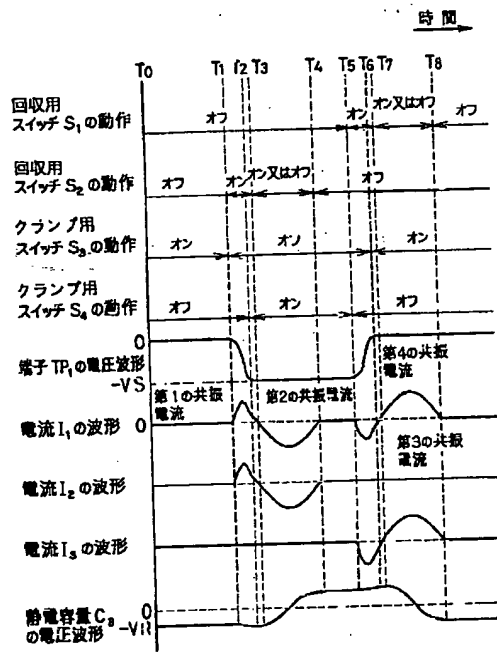 時間
T0 T1 T2 T3 T4 T5 T6 T7 T8
回収用
スイッチ S1 の動作
オフ オン オン又はオフ オフ
回収用
スイッチ S2 の動作
オフ オン オン又はオフ オフ
クランプ用
スイッチ S3 の動作
オン オフ オン
クランプ用
スイッチ S4 の動作
オフ オン オフ
0
端子 TP1 の電圧波形
-VS
第1の共振
電流
第2の共振電流
第4の共振
電流
電流 I1 の波形
0
第3の共振
電流
電流 I2 の波形
電流 I3 の波形
0
静電容量 C3
の電圧波形
-VR